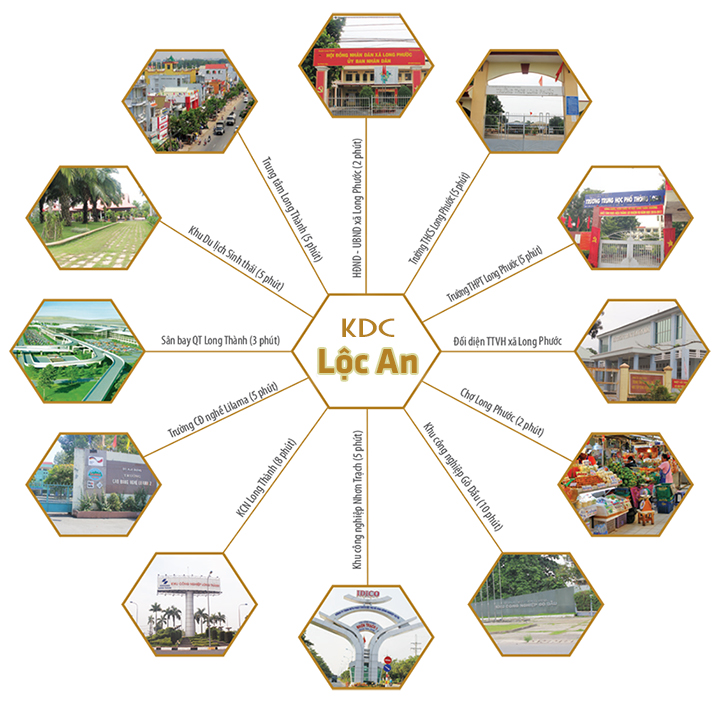 HỘI ĐỒNG NHÂN DÂN XÃ LONG PHƯỚC
ỦY BAN NHÂN DÂN
TRƯỜNG TRUNG HỌC PHỔ THÔNG
Trung tâm Long Thành (5 phút)
HĐND - UBND xã Long Phước (2 phút)
Trường THCS Long Phước (5 phút)
Khu Du lịch Sinh thái (5 phút)
Trường THPT Long Phước (5 phút)
KDC
Lộc An
Sân bay QT Long Thành (3 phút)
Đối diện TTVH xã Long Phước
Trường CĐ nghề Lilama (5 phút)
Chợ Long Phước (2 phút)
KCN Long Thành (8 phút)
Khu công nghiệp Nhơn Trạch (5 phút)
Khu công nghiệp Gò Dầu (10 phút)
IDICO